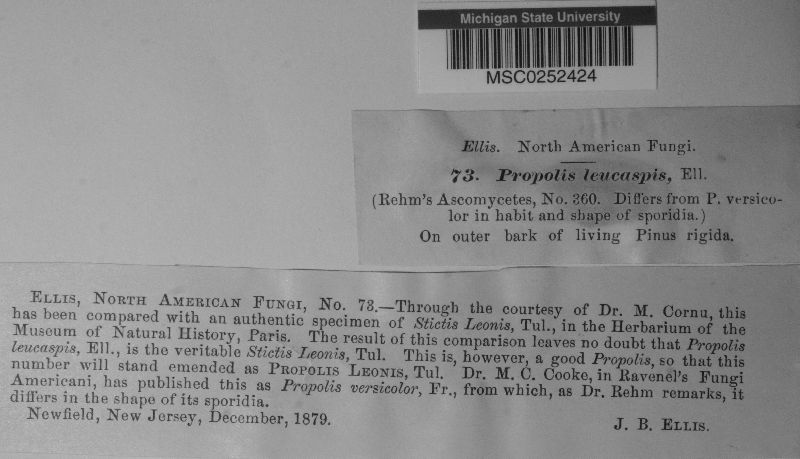 Michigan State University
MSC0252424
Ellis. North American Fungi.
73. Propolis leucaspis, Ell.
(Rehm's Ascomycetes, No. 360. Differs from P. versico-
lor in habit and shape of sporidia.)
On outer bark of living Pinus rigida.
ELLIS, NORTH AMERICAN FUNGI, No. 73.—Through the courtesy of Dr. M. Cornu, this
has been compared with an authentic specimen of Stictis Leonis, Tul., in the Herbarium of the
Museum of Natural History, Paris. The result of this comparison leaves no doubt that Propolis
leucaspis, Ell., is the veritable Stictis Leonis, Tul. This is, however, a good Propolis, so that this
number will stand emended as PROPOLIS LEONIS, Tul. Dr. M. C. Cooke, in Ravenel's Fungi
Americani, has published this as Propolis versicolor, Fr., from which, as Dr. Rehm remarks, it
differs in the shape of its sporidia.
Newfield, New Jersey, December, 1879.
J. B. ELLIS.